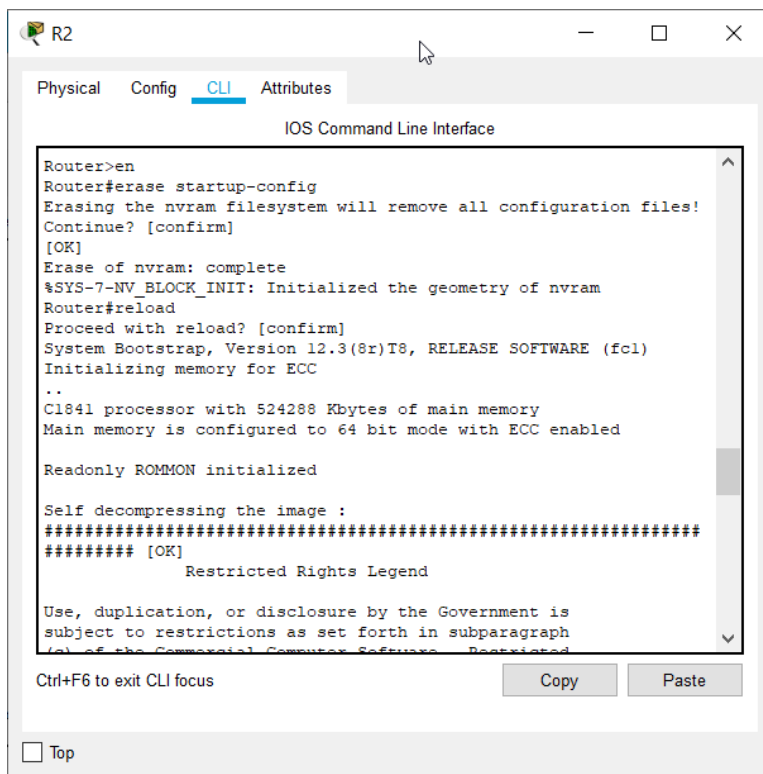 R2
Physical Config CLI Attributes
IOS Command Line Interface
Router>en
Router#erase startup-config
Erasing the nvram filesystem will remove all configuration files!
Continue? [confirm]
[OK]
Erase of nvram: complete
%SYS-7-NV_BLOCK_INIT: Initialized the geometry of nvram
Router#reload
Proceed with reload? [confirm]
System Bootstrap, Version 12.3(8r)T8, RELEASE SOFTWARE (fc1)
Initializing memory for ECC
..
C1841 processor with 524288 Kbytes of main memory
Main memory is configured to 64 bit mode with ECC enabled
Readonly ROMMON initialized
Self decompressing the image :
#################################################################
######### [OK]
Restricted Rights Legend
Use, duplication, or disclosure by the Government is
subject to restrictions as set forth in subparagraph
(c) of the Commercial Computer Software - Restricted
Ctrl+F6 to exit CLI focus
Copy Paste
Top